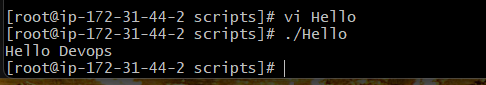 [root@ip-172-31-44-2 scripts]# vi Hello
[root@ip-172-31-44-2 scripts]# ./Hello
Hello Devops
[root@ip-172-31-44-2 scripts]#